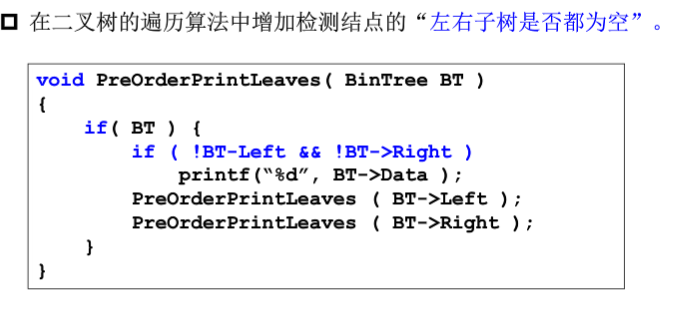 在二叉树的遍历算法中增加检测结点的“左右子树是否都为空”。
void PreOrderPrintLeaves( BinTree BT )
{
    if( BT ) {
        if ( !BT-Left && !BT->Right )
            printf(“%d”, BT->Data );
        PreOrderPrintLeaves ( BT->Left );
        PreOrderPrintLeaves ( BT->Right );
    }
}